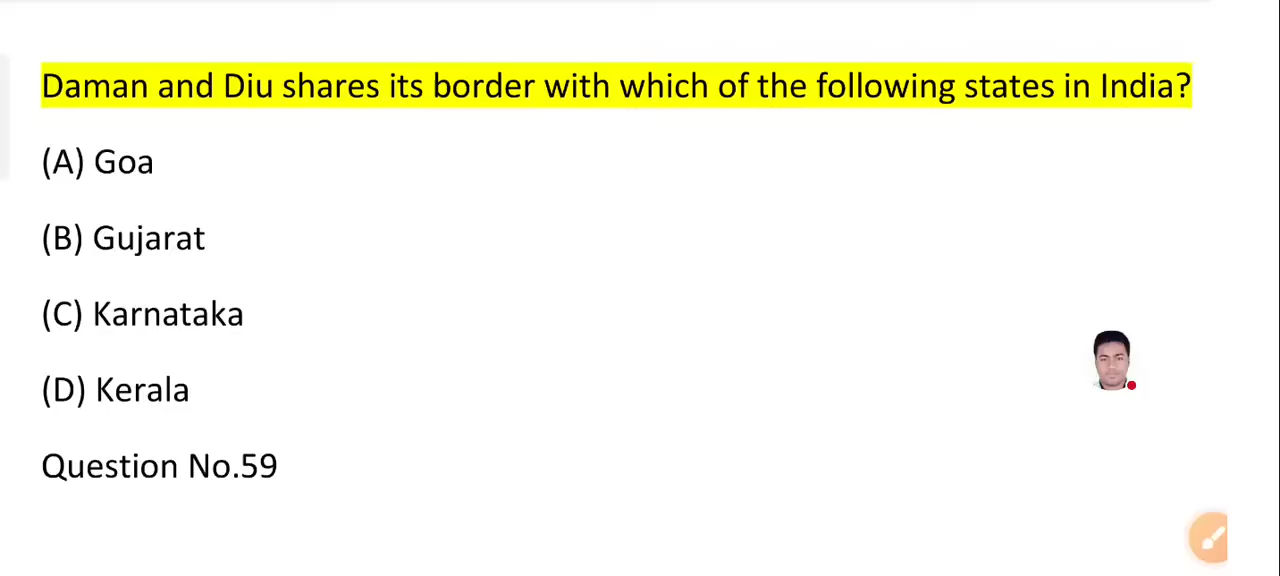 Daman and Diu shares its border with which of the following states in India?
(A) Goa
(B) Gujarat
(C) Karnataka
(D) Kerala
Question No.59